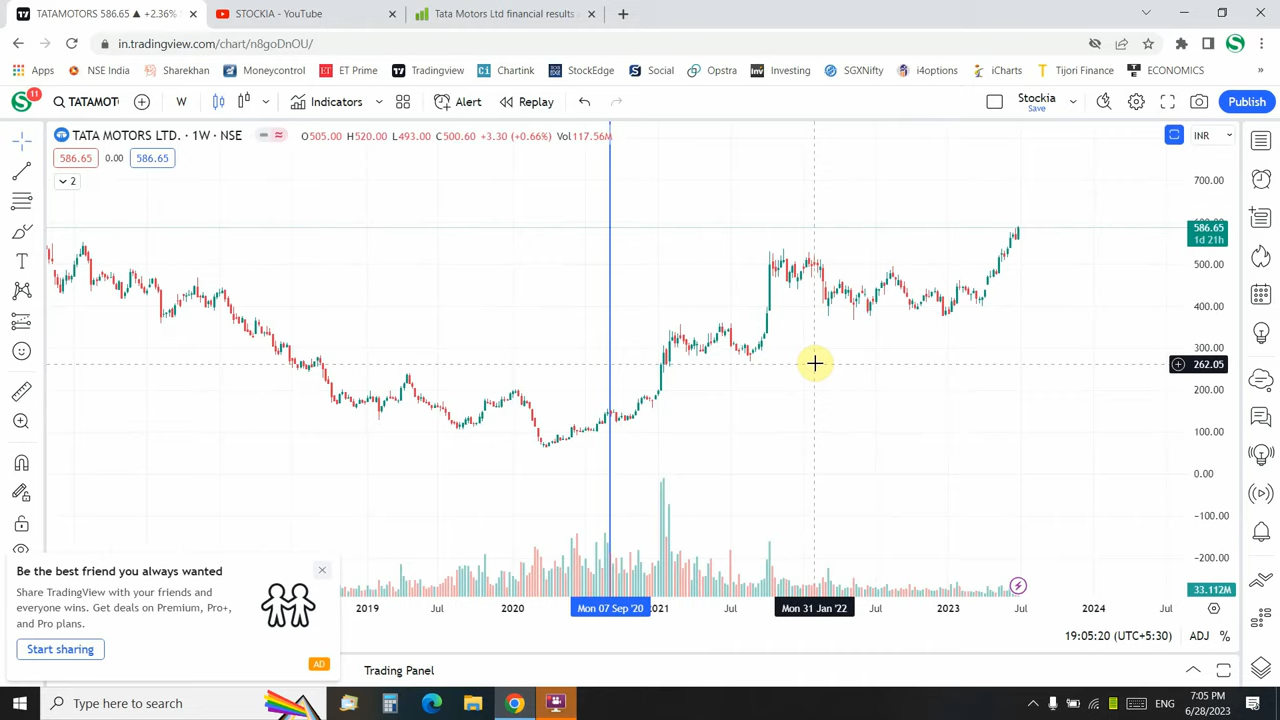 TATAMOTORS 586.65 ▲ +2.36%
STOCKIA - YouTube
Tata Motors Ltd financial results
in.tradingview.com/chart/n8goDnOU/
Apps
NSE India
Sharekhan
Moneycontrol
ET ET Prime
Tradingview
Ci Chartink
StockEdge
Social
Opstra
Inv Investing
SGXNifty
i4options
iCharts
Tijori Finance
ECONOMICS
»
11
TATAMOT
W
Indicators
Alert
Replay
Stockia
Save
Publish
TATA MOTORS LTD. · 1W · NSE
O505.00 H520.00 L493.00 C500.60 +3.30 (+0.66%) Vol117.56M
INR
586.65 0.00 586.65
2
700.00
586.65
1d 21h
500.00
400.00
300.00
262.05
200.00
100.00
0.00
−100.00
−200.00
33.112M
2019
Jul
2020
Mon 07 Sep '20
2021
Jul
Mon 31 Jan '22
Jul
2023
Jul
2024
Jul
Be the best friend you always wanted
Share TradingView with your friends and
everyone wins. Get deals on Premium, Pro+,
and Pro plans.
Start sharing
AD
19:05:20 (UTC+5:30)
ADJ
%
Trading Panel
Type here to search
ENG
7:05 PM
6/28/2023